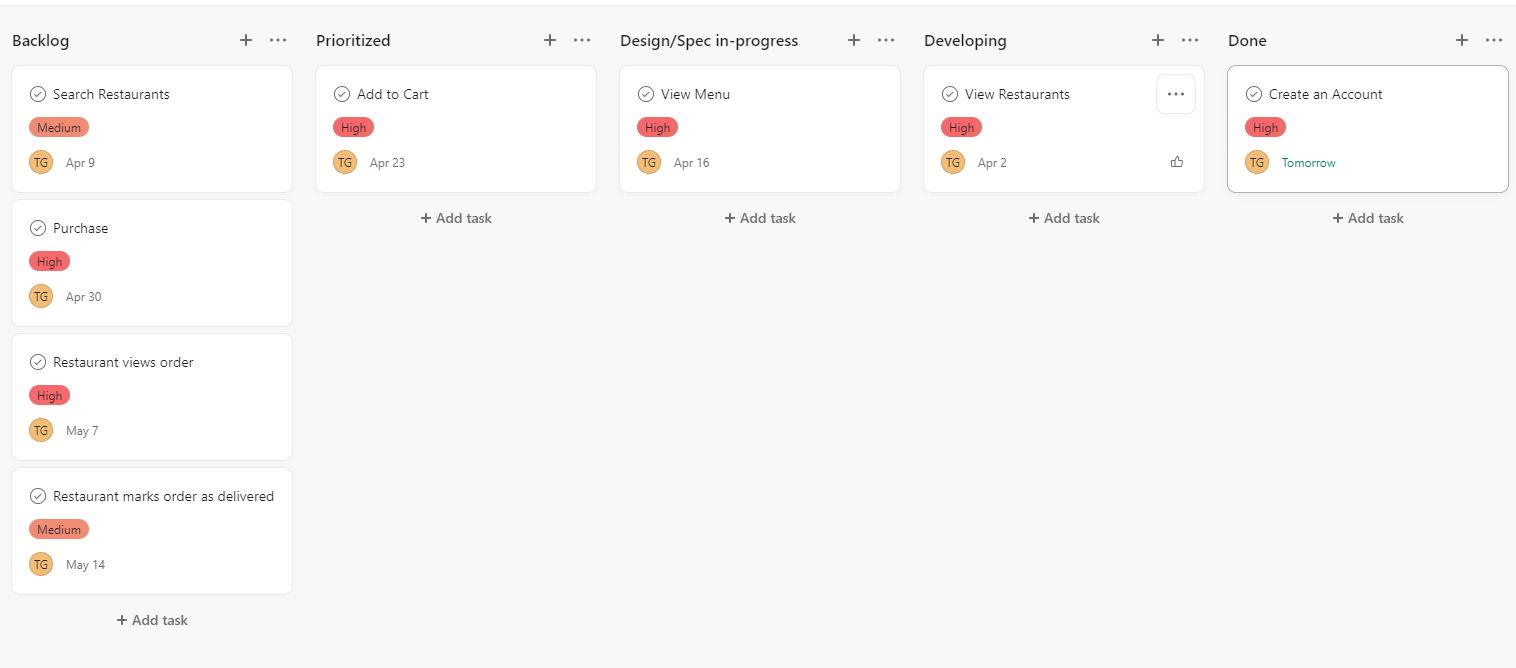 Backlog
Search Restaurants
Medium
TG Apr 9
Purchase
High
TG Apr 30
Restaurant views order
High
TG May 7
Restaurant marks order as delivered
Medium
TG May 14
+ Add task
Prioritized
Add to Cart
High
TG Apr 23
+ Add task
Design/Spec in-progress
View Menu
High
TG Apr 16
+ Add task
Developing
View Restaurants
High
TG Apr 2
+ Add task
Done
Create an Account
High
TG Tomorrow
+ Add task